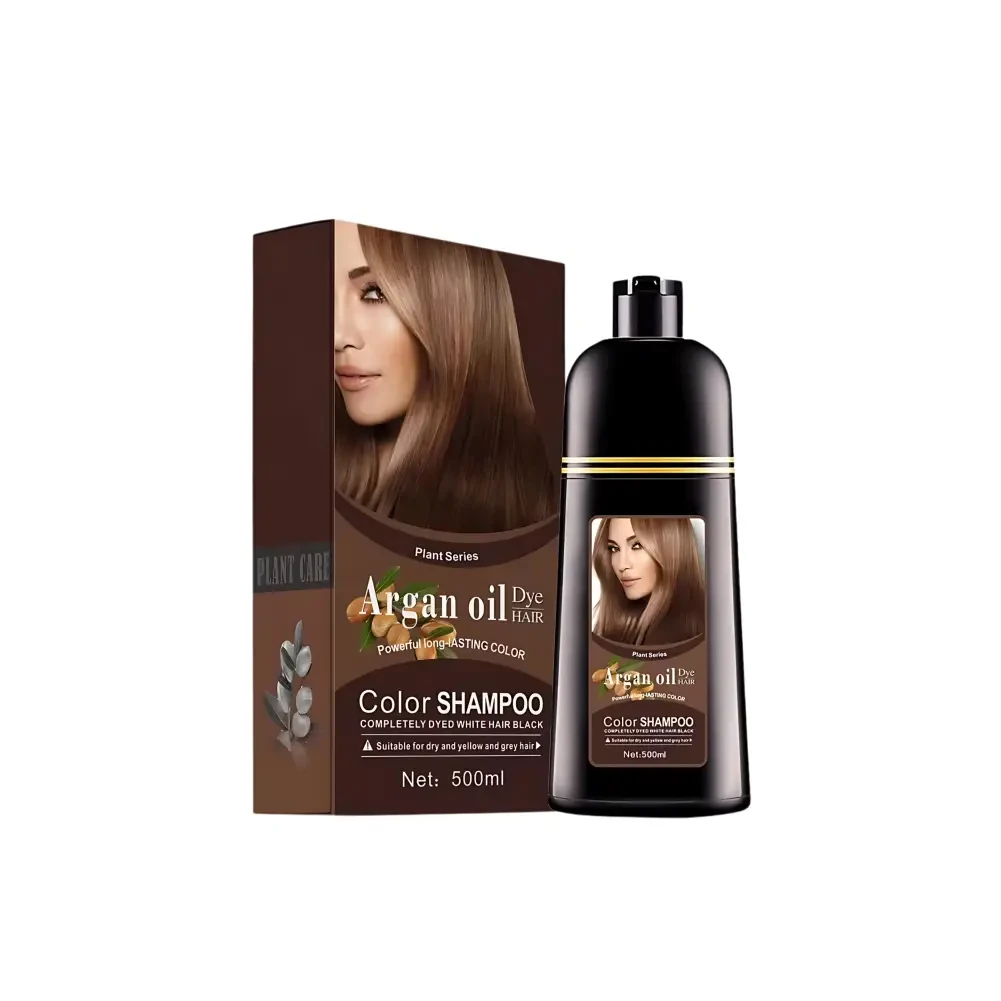 PLANT CARE
Plant Series
Argan oil Dye HAIR
Powerful long-lASTING COLOR
Color SHAMPOO
COMPLETELY DYED WHITE HAIR BLACK
Suitable for dry and yellow and grey hair
Net: 500ml
Plant Series
Argan oil Dye HAIR
Powerful long-lASTING COLOR
Color SHAMPOO
COMPLETELY DYED WHITE HAIR BLACK
Suitable for dry and yellow and grey hair
Net:500ml